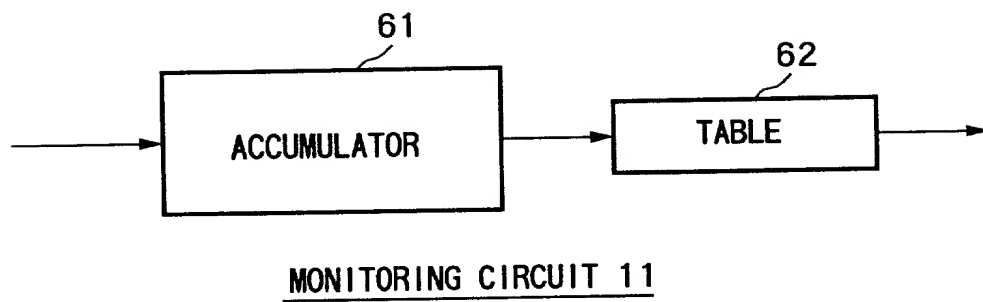 61
62
ACCUMULATOR
TABLE
MONITORING CIRCUIT 11